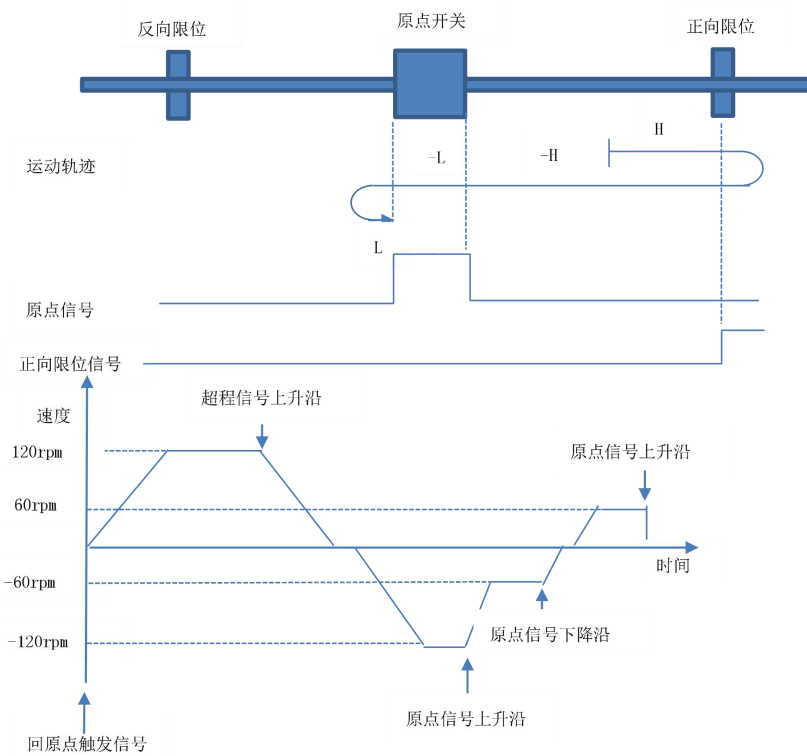 反向限位
原点开关
正向限位
H
-L
-H
运动轨迹
L
原点信号
正向限位信号
超程信号上升沿
速度
120rpm
原点信号上升沿
60rpm
时间
-60rpm
原点信号下降沿
-120rpm
原点信号上升沿
回原点触发信号